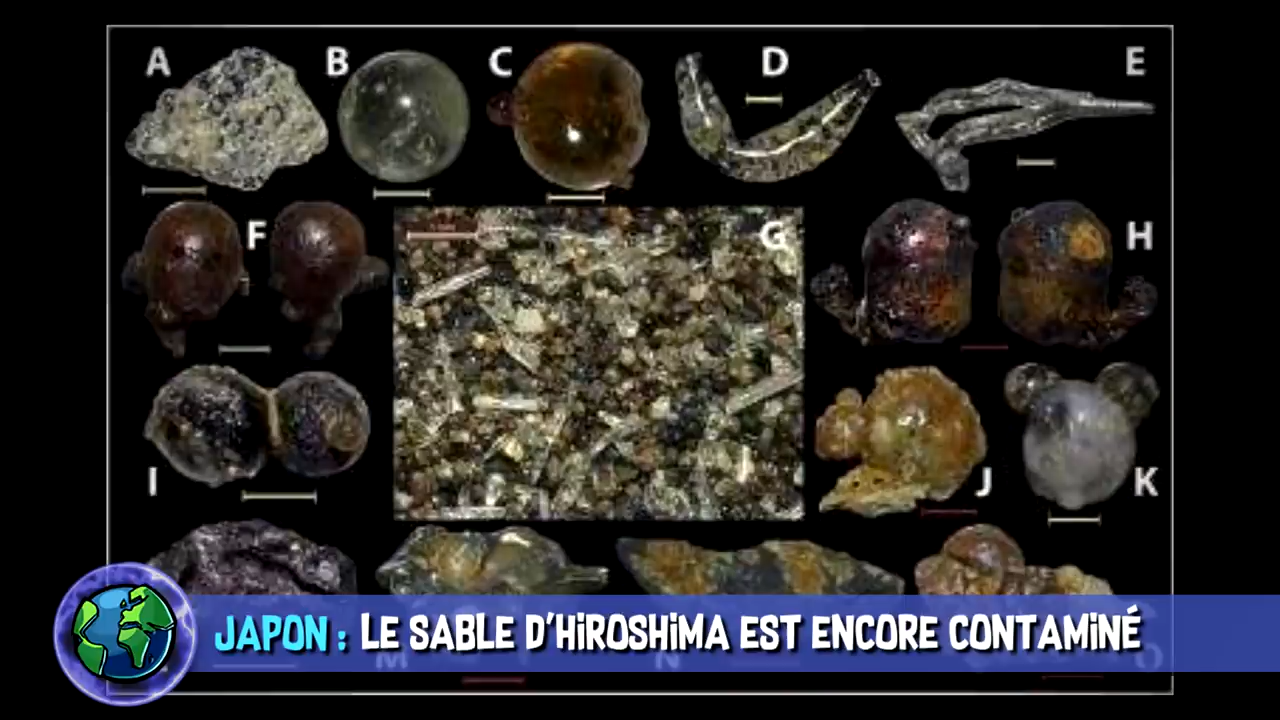 A B C D E
F G H
I J K
M N O
JAPON : LE SABLE D'HIROSHIMA EST ENCORE CONTAMINÉ